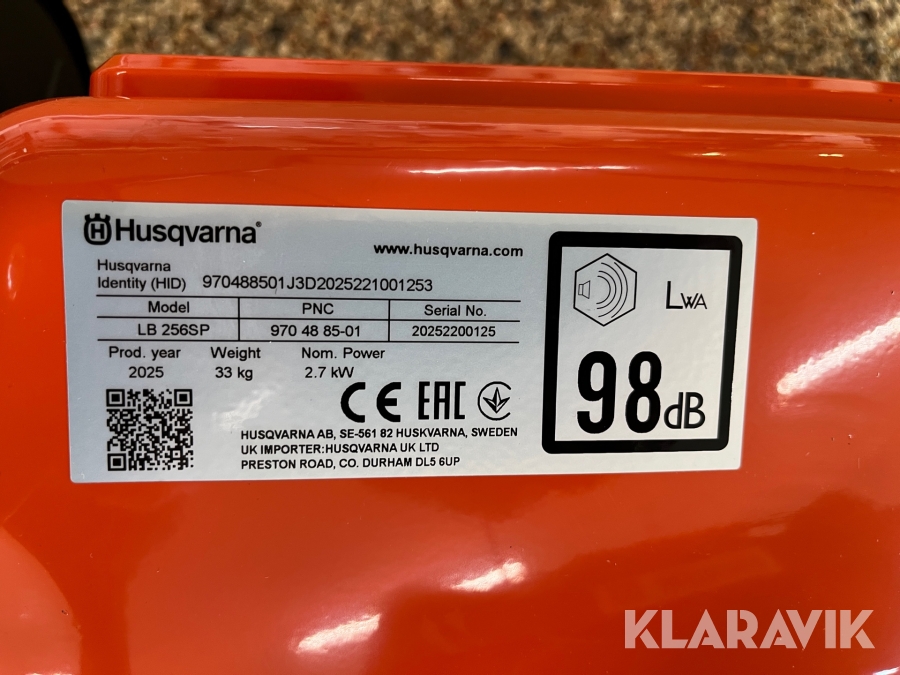 Husqvarna®
www.husqvarna.com
Husqvarna
Identity (HID) 970488501J3D2025221001253
Model PNC Serial No.
LB 256SP 970 48 85-01 20252200125
Prod. year Weight Nom. Power
2025 33 kg 2.7 kW
CE EAC
HUSQVARNA AB, SE-561 82 HUSKVARNA, SWEDEN
UK IMPORTER:HUSQVARNA UK LTD
PRESTON ROAD, CO. DURHAM DL5 6UP
LWA
98dB
KLARAVIK